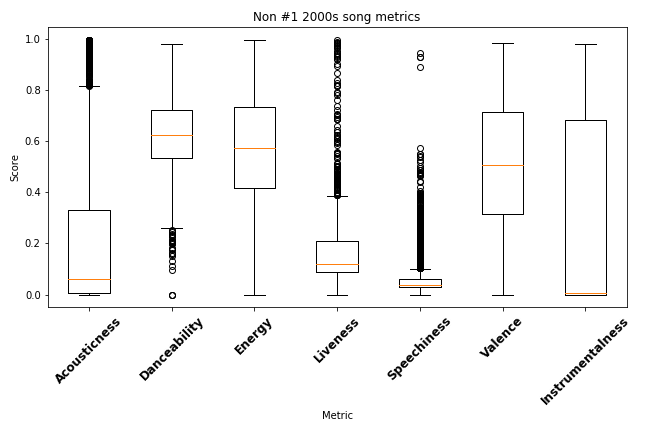 Non #1 2000s song metrics
Score
1.0
0.8
0.6
0.4
0.2
0.0
Acousticness
Danceability
Energy
Liveness
Speechiness
Valence
Instrumentalness
Metric